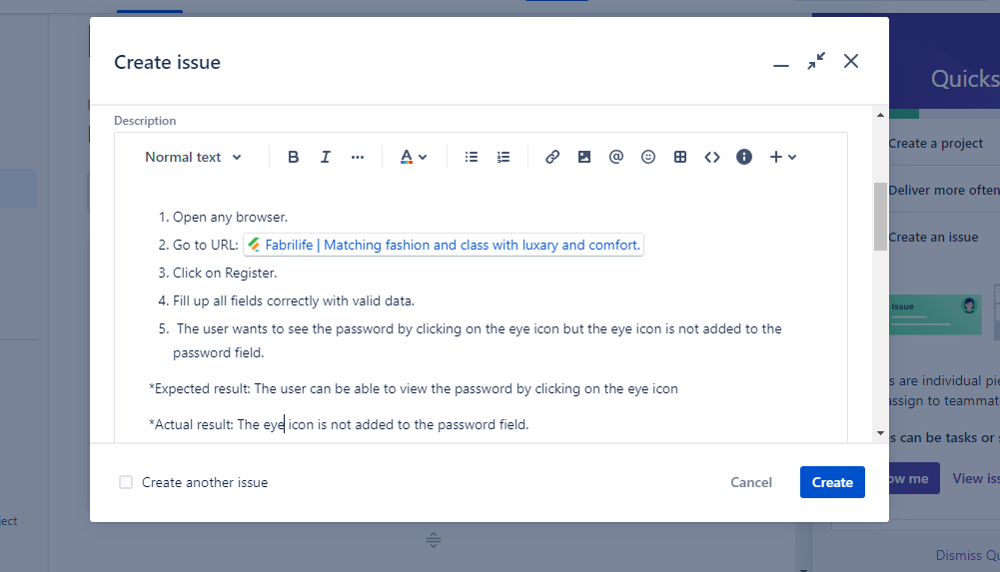 Create issue
Description
Normal text
1. Open any browser.
2. Go to URL: Fabrilife | Matching fashion and class with luxary and comfort.
3. Click on Register.
4. Fill up all fields correctly with valid data.
5. The user wants to see the password by clicking on the eye icon but the eye icon is not added to the
password field.
*Expected result: The user can be able to view the password by clicking on the eye icon
*Actual result: The eye icon is not added to the password field.
Create another issue
Cancel
Create
Quicks
Create a project
Deliver more often
Create an issue
Issue
s are individual pie
assign to teammat
s can be tasks or
ow me
View iss
Dismiss Qu
ject